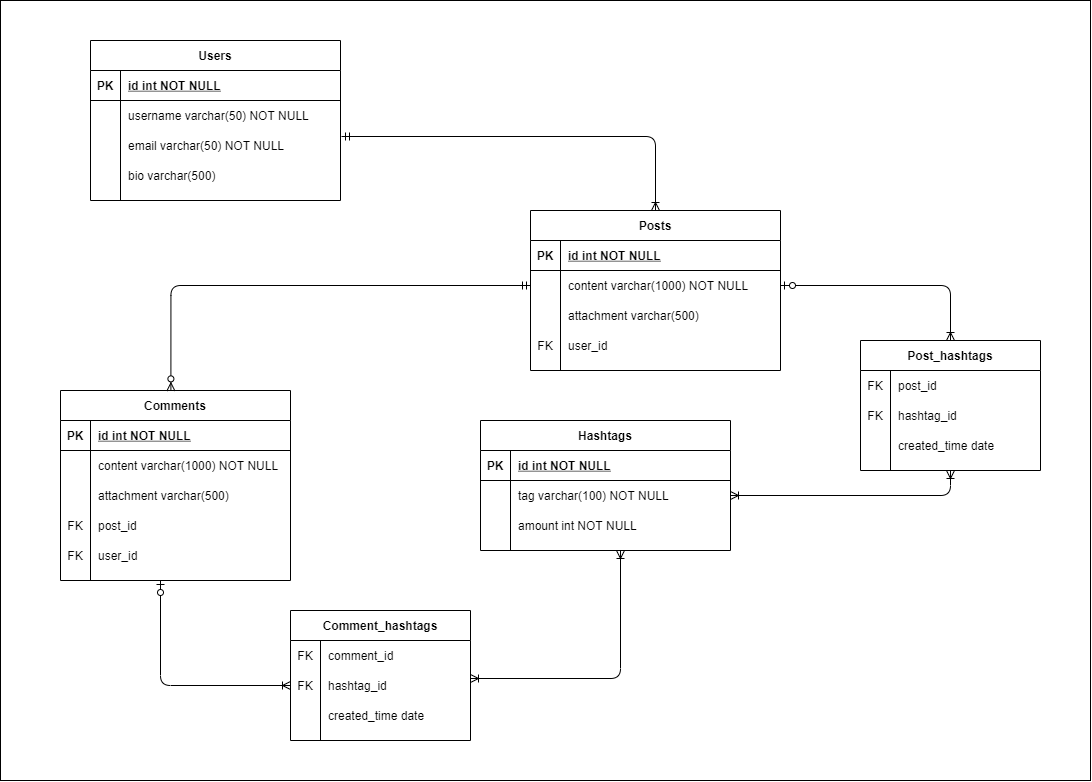 Users
PK id int NOT NULL
username varchar(50) NOT NULL
email varchar(50) NOT NULL
bio varchar(500)
Posts
PK id int NOT NULL
content varchar(1000) NOT NULL
attachment varchar(500)
FK user_id
Post_hashtags
FK post_id
FK hashtag_id
created_time date
Comments
PK id int NOT NULL
content varchar(1000) NOT NULL
attachment varchar(500)
FK post_id
FK user_id
Hashtags
PK id int NOT NULL
tag varchar(100) NOT NULL
amount int NOT NULL
Comment_hashtags
FK comment_id
FK hashtag_id
created_time date